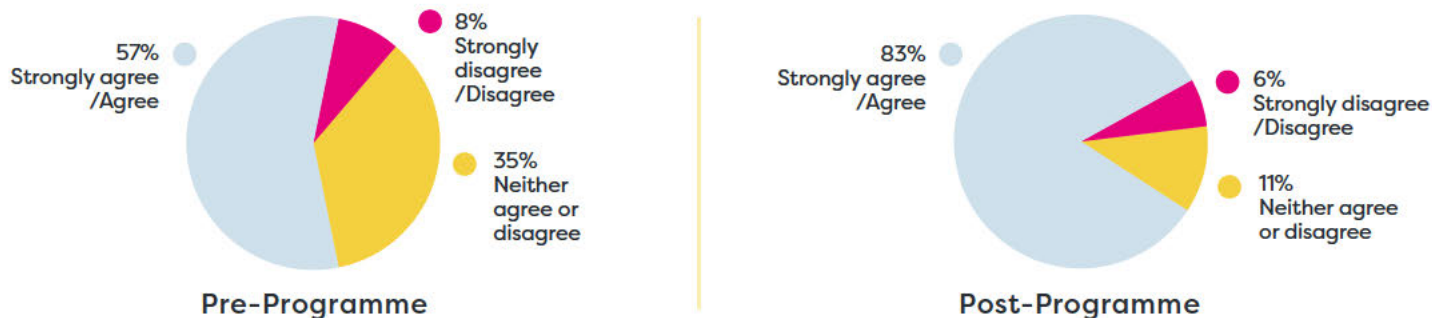 57%
Strongly agree
/Agree
8%
Strongly
disagree
/Disagree
35%
Neither
agree or
disagree
Pre-Programme
83%
Strongly agree
/Agree
6%
Strongly disagree
/Disagree
11%
Neither agree
or disagree
Post-Programme